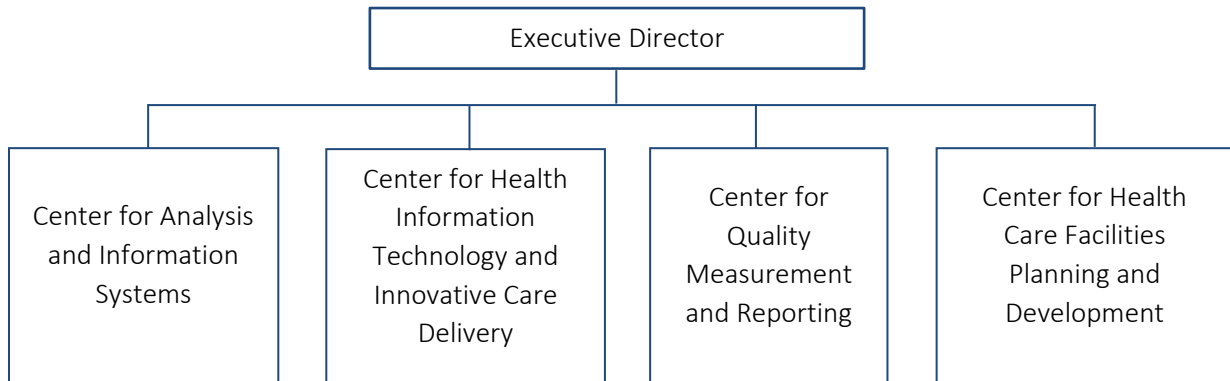 Executive Director
Center for Analysis
and Information
Systems
Center for Health
Information
Technology and
Innovative Care
Delivery
Center for
Quality
Measurement
and Reporting
Center for Health
Care Facilities
Planning and
Development